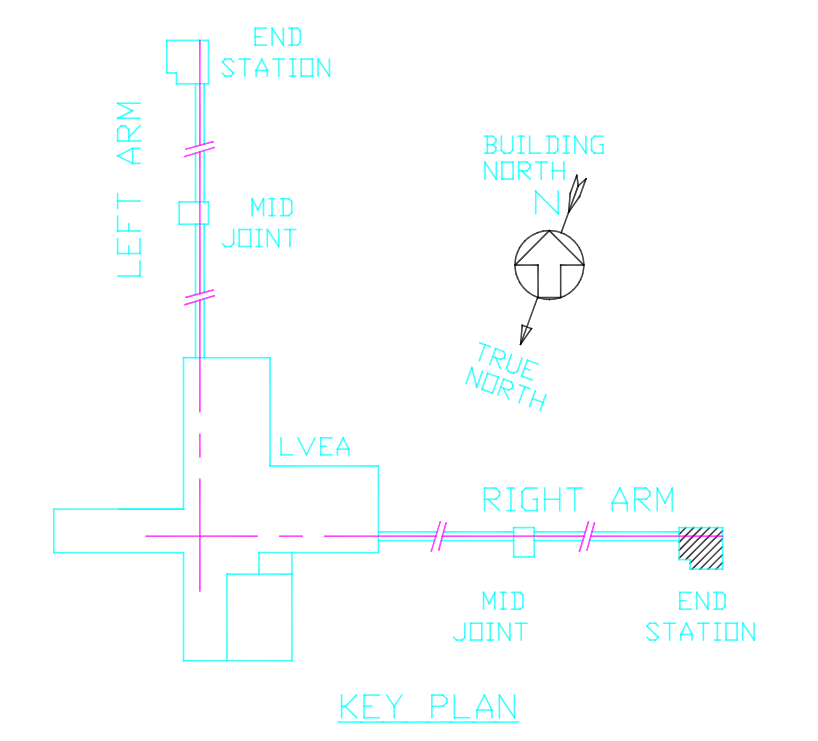 END
STATION
LEFT ARM
BUILDING
NORTH
N
MID
JOINT
TRUE
NORTH
LVEA
RIGHT ARM
MID
JOINT
END
STATION
KEY PLAN